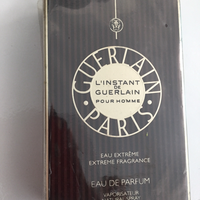 GUERLAIN
L'INSTANT
DE
GUERLAIN
POUR HOMME
PARIS
EAU EXTRÊME
EXTREME FRAGRANCE
EAU DE PARFUM
VAPORISATEUR
NATURAL SPRAY